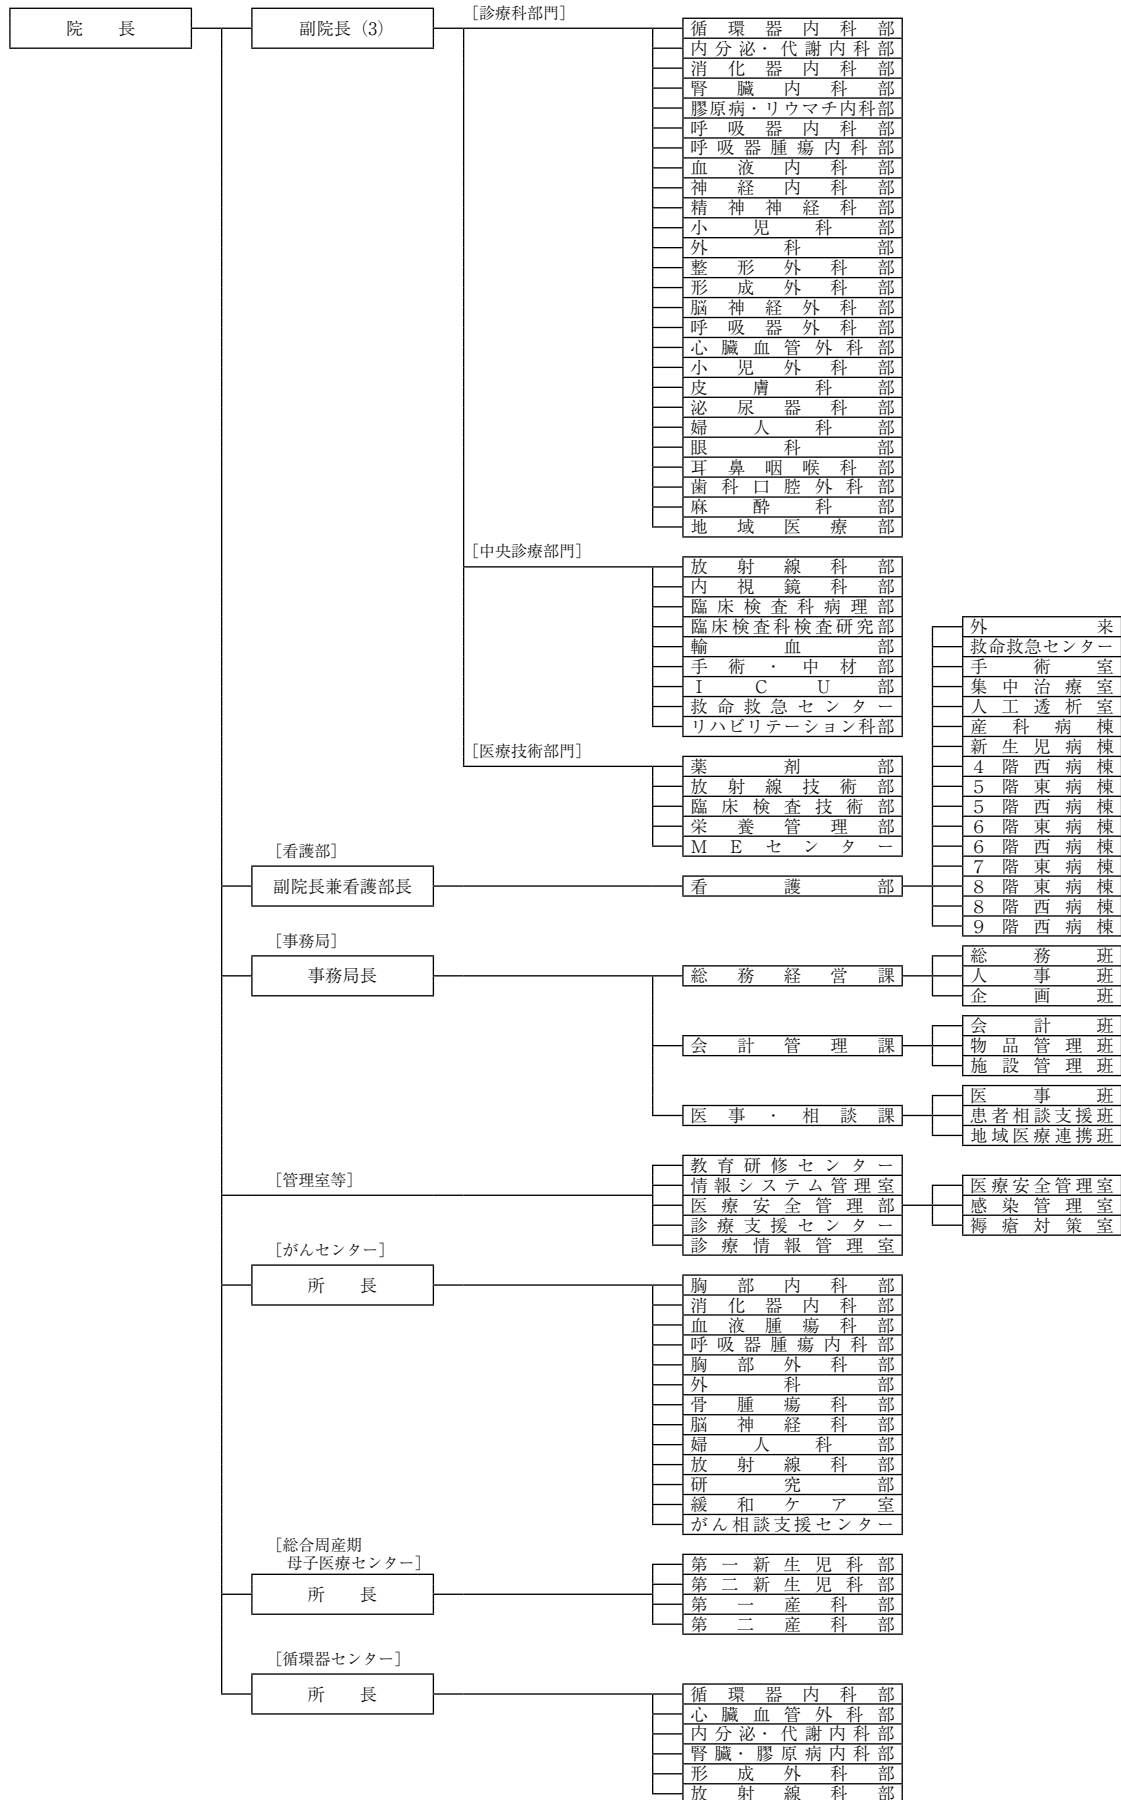 院長
副院長（3）
［診療科部門］
循環器内科部
内分泌・代謝内科部
消化器内科部
腎臓内科部
膠原病・リウマチ内科部
呼吸器内科部
呼吸器腫瘍内科部
血液内科部
神経内科部
精神神経科部
小児科部
外科部
整形外科部
形成外科部
脳神経外科部
呼吸器外科部
心臓血管外科部
小児外科部
皮膚科部
泌尿器科部
婦人科部
眼科部
耳鼻咽喉科部
歯科口腔外科部
麻酔科部
地域医療部
［中央診療部門］
放射線科部
内視鏡科部
臨床検査科病理部
臨床検査科検査研究部
輸血部
手術・中材部
ＩＣＵ部
救命救急センター
リハビリテーション科部
［医療技術部門］
薬剤部
放射線技術部
臨床検査技術部
栄養管理部
ＭＥセンター
［看護部］
副院長兼看護部長
看護部
外来
救命救急センター
手術室
集中治療室
人工透析室
産科病棟
新生児病棟
4階西病棟
5階東病棟
5階西病棟
6階東病棟
6階西病棟
7階東病棟
8階東病棟
8階西病棟
9階西病棟
［事務局］
事務局長
総務経営課
総務班
人事班
企画班
会計管理課
会計班
物品管理班
施設管理班
医事・相談課
医事班
患者相談支援班
地域医療連携班
［管理室等］
教育研修センター
情報システム管理室
医療安全管理部
診療支援センター
診療情報管理室
医療安全管理室
感染管理室
褥瘡対策室
［がんセンター］
所長
胸部内科部
消化器内科部
血液腫瘍科部
呼吸器腫瘍内科部
胸部外科部
外科部
骨腫瘍科部
脳神経科部
婦人科部
放射線科部
研究部
緩和ケア室
がん相談支援センター
［総合周産期
母子医療センター］
所長
第一新生児科部
第二新生児科部
第一産科部
第二産科部
［循環器センター］
所長
循環器内科部
心臓血管外科部
内分泌・代謝内科部
腎臓・膠原病内科部
形成外科部
放射線科部